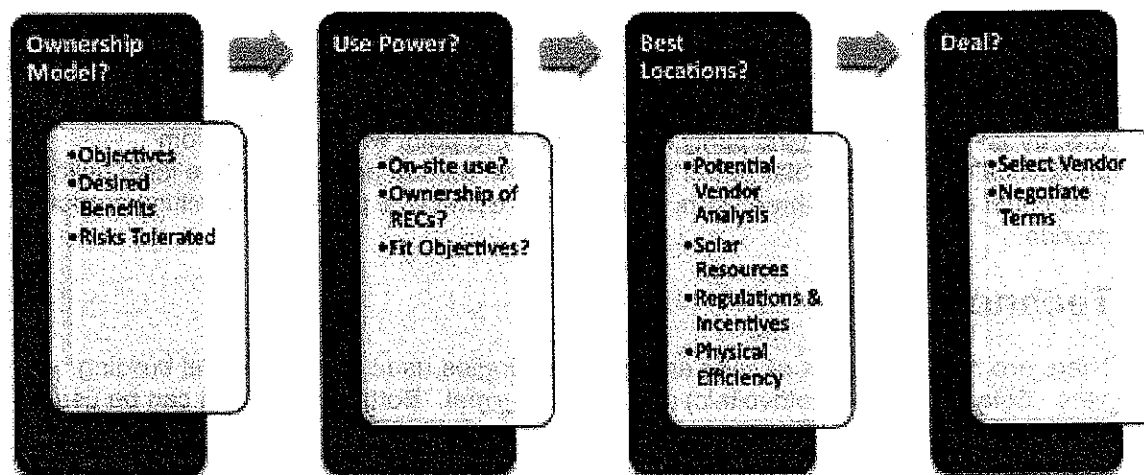 Ownership
Model?
•Objectives
•Desired
Benefits
•Risks Tolerated
Use Power?
•On-site use?
•Ownership of
RECs?
•Fit Objectives?
Best
Locations?
•Potential
Vendor
Analysis
•Solar
Resources
•Regulations &
Incentives
•Physical
Efficiency
Deal?
•Select Vendor
•Negotiate
Terms